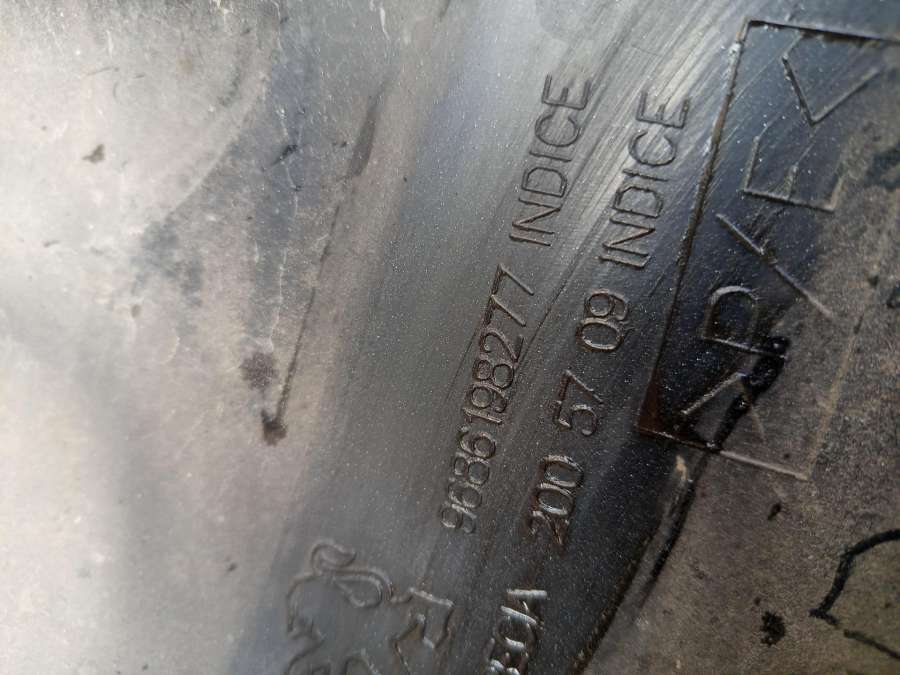 9686198277 INDICE
200 57 09 INDICE
>P/E<